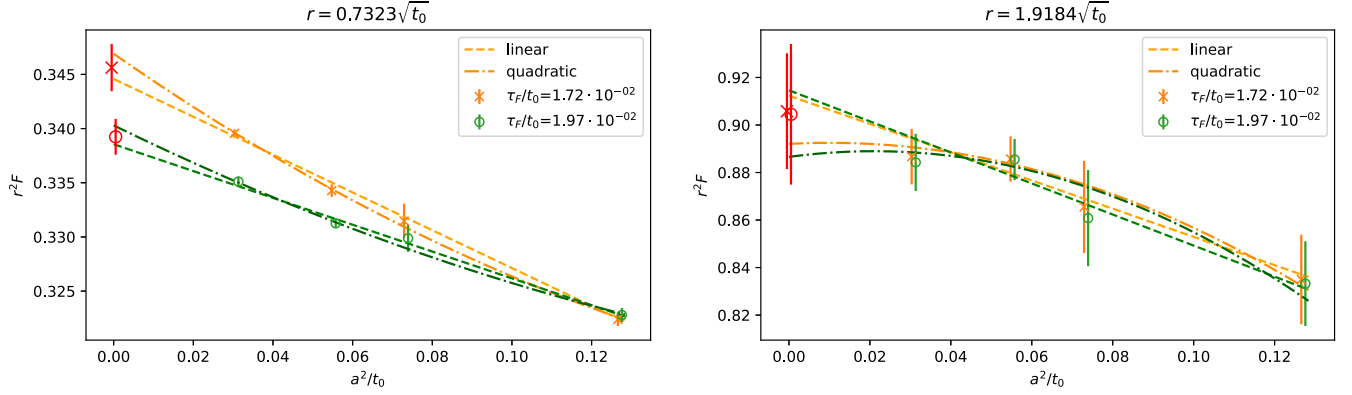 r = 0.7323√t₀
r²F
0.345
0.340
0.335
0.330
0.325
linear
quadratic
τ_F/t₀=1.72 · 10⁻⁰²
τ_F/t₀=1.97 · 10⁻⁰²
0.00 0.02 0.04 0.06 0.08 0.10 0.12
a²/t₀
r = 1.9184√t₀
r²F
0.92
0.90
0.88
0.86
0.84
0.82
linear
quadratic
τ_F/t₀=1.72 · 10⁻⁰²
τ_F/t₀=1.97 · 10⁻⁰²
0.00 0.02 0.04 0.06 0.08 0.10 0.12
a²/t₀